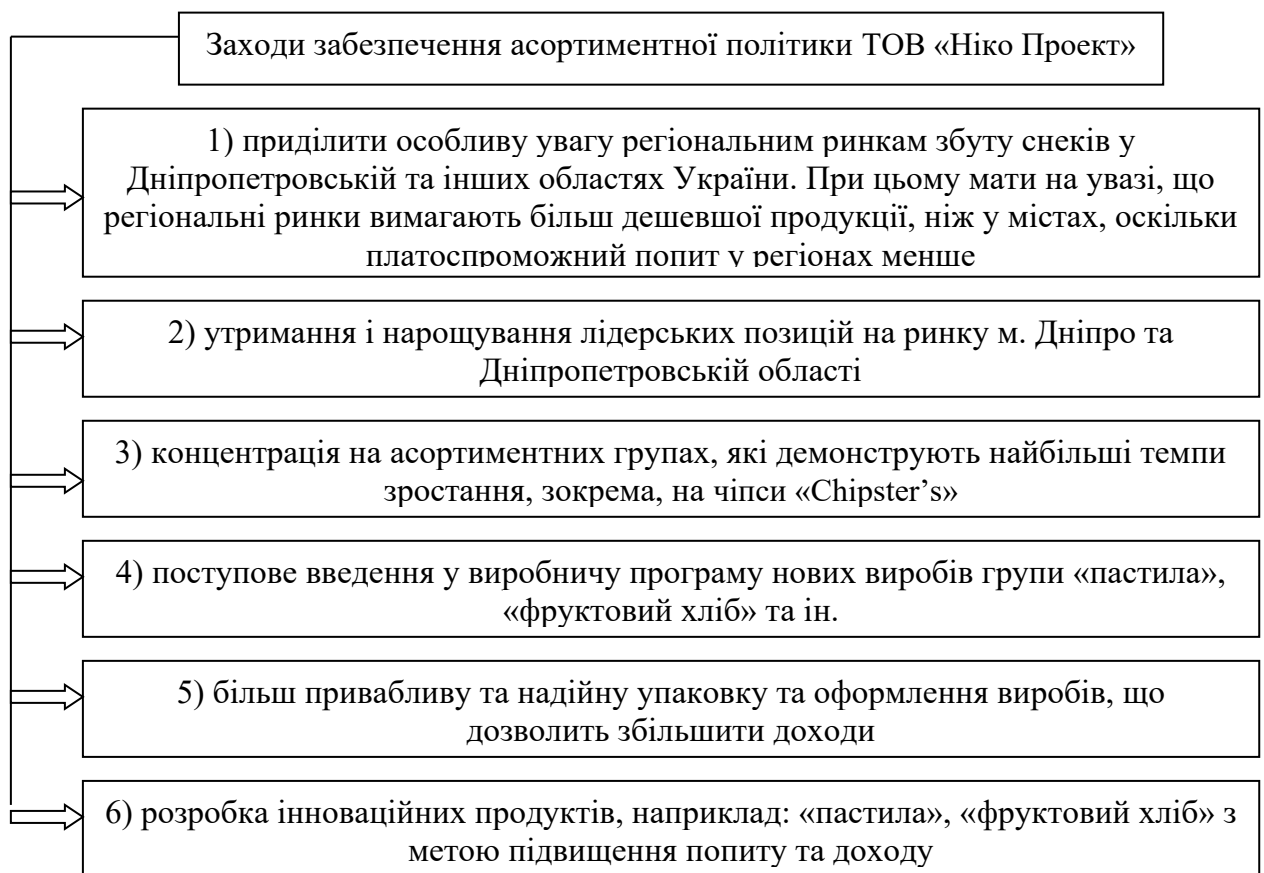 Заходи забезпечення асортиментної політики ТОВ «Ніко Проект»
1) приділити особливу увагу регіональним ринкам збуту снеків у
Дніпропетровській та інших областях України. При цьому мати на увазі, що
регіональні ринки вимагають більш дешевшої продукції, ніж у містах, оскільки
платоспроможний попит у регіонах менше
2) утримання і нарощування лідерських позицій на ринку м. Дніпро та
Дніпропетровській області
3) концентрація на асортиментних групах, які демонструють найбільші темпи
зростання, зокрема, на чіпси «Chipster’s»
4) поступове введення у виробничу програму нових виробів групи «пастила»,
«фруктовий хліб» та ін.
5) більш привабливу та надійну упаковку та оформлення виробів, що
дозволить збільшити доходи
6) розробка інноваційних продуктів, наприклад: «пастила», «фруктовий хліб» з
метою підвищення попиту та доходу